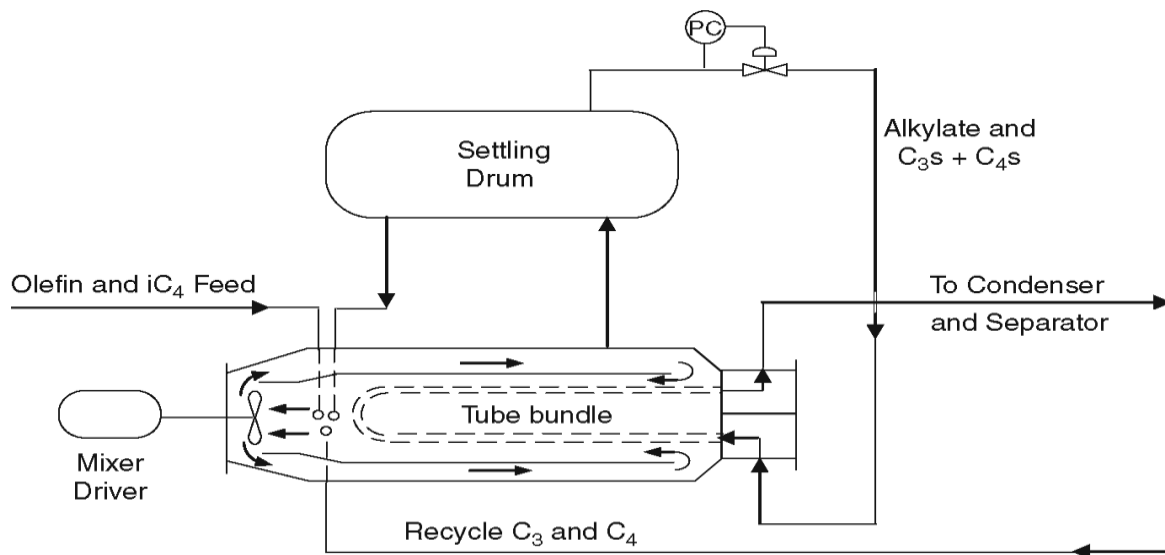 PC
Settling
Drum
Alkylate and
C₃s + C₄s
Olefin and iC₄ Feed
To Condenser
and Separator
Tube bundle
Mixer
Driver
Recycle C₃ and C₄